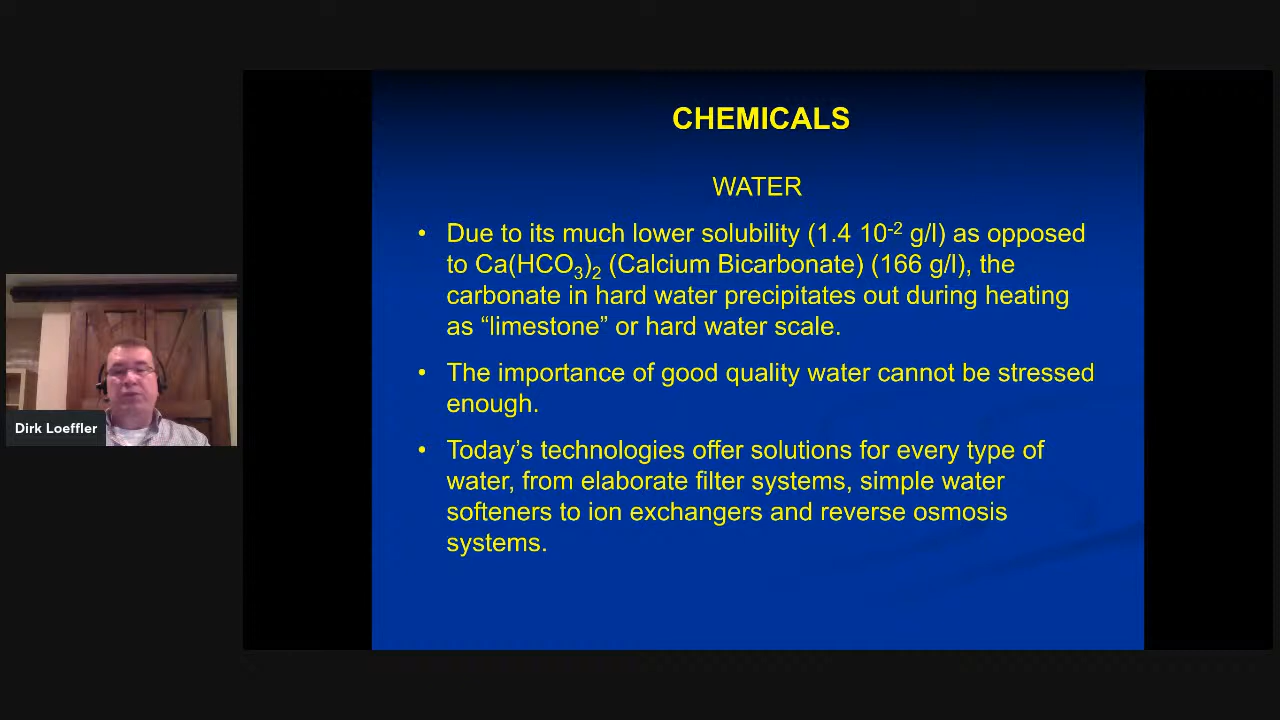 CHEMICALS
WATER
• Due to its much lower solubility (1.4 10⁻² g/l) as opposed
to Ca(HCO₃)₂ (Calcium Bicarbonate) (166 g/l), the
carbonate in hard water precipitates out during heating
as “limestone” or hard water scale.
• The importance of good quality water cannot be stressed
enough.
• Today’s technologies offer solutions for every type of
water, from elaborate filter systems, simple water
softeners to ion exchangers and reverse osmosis
systems.
Dirk Loeffler